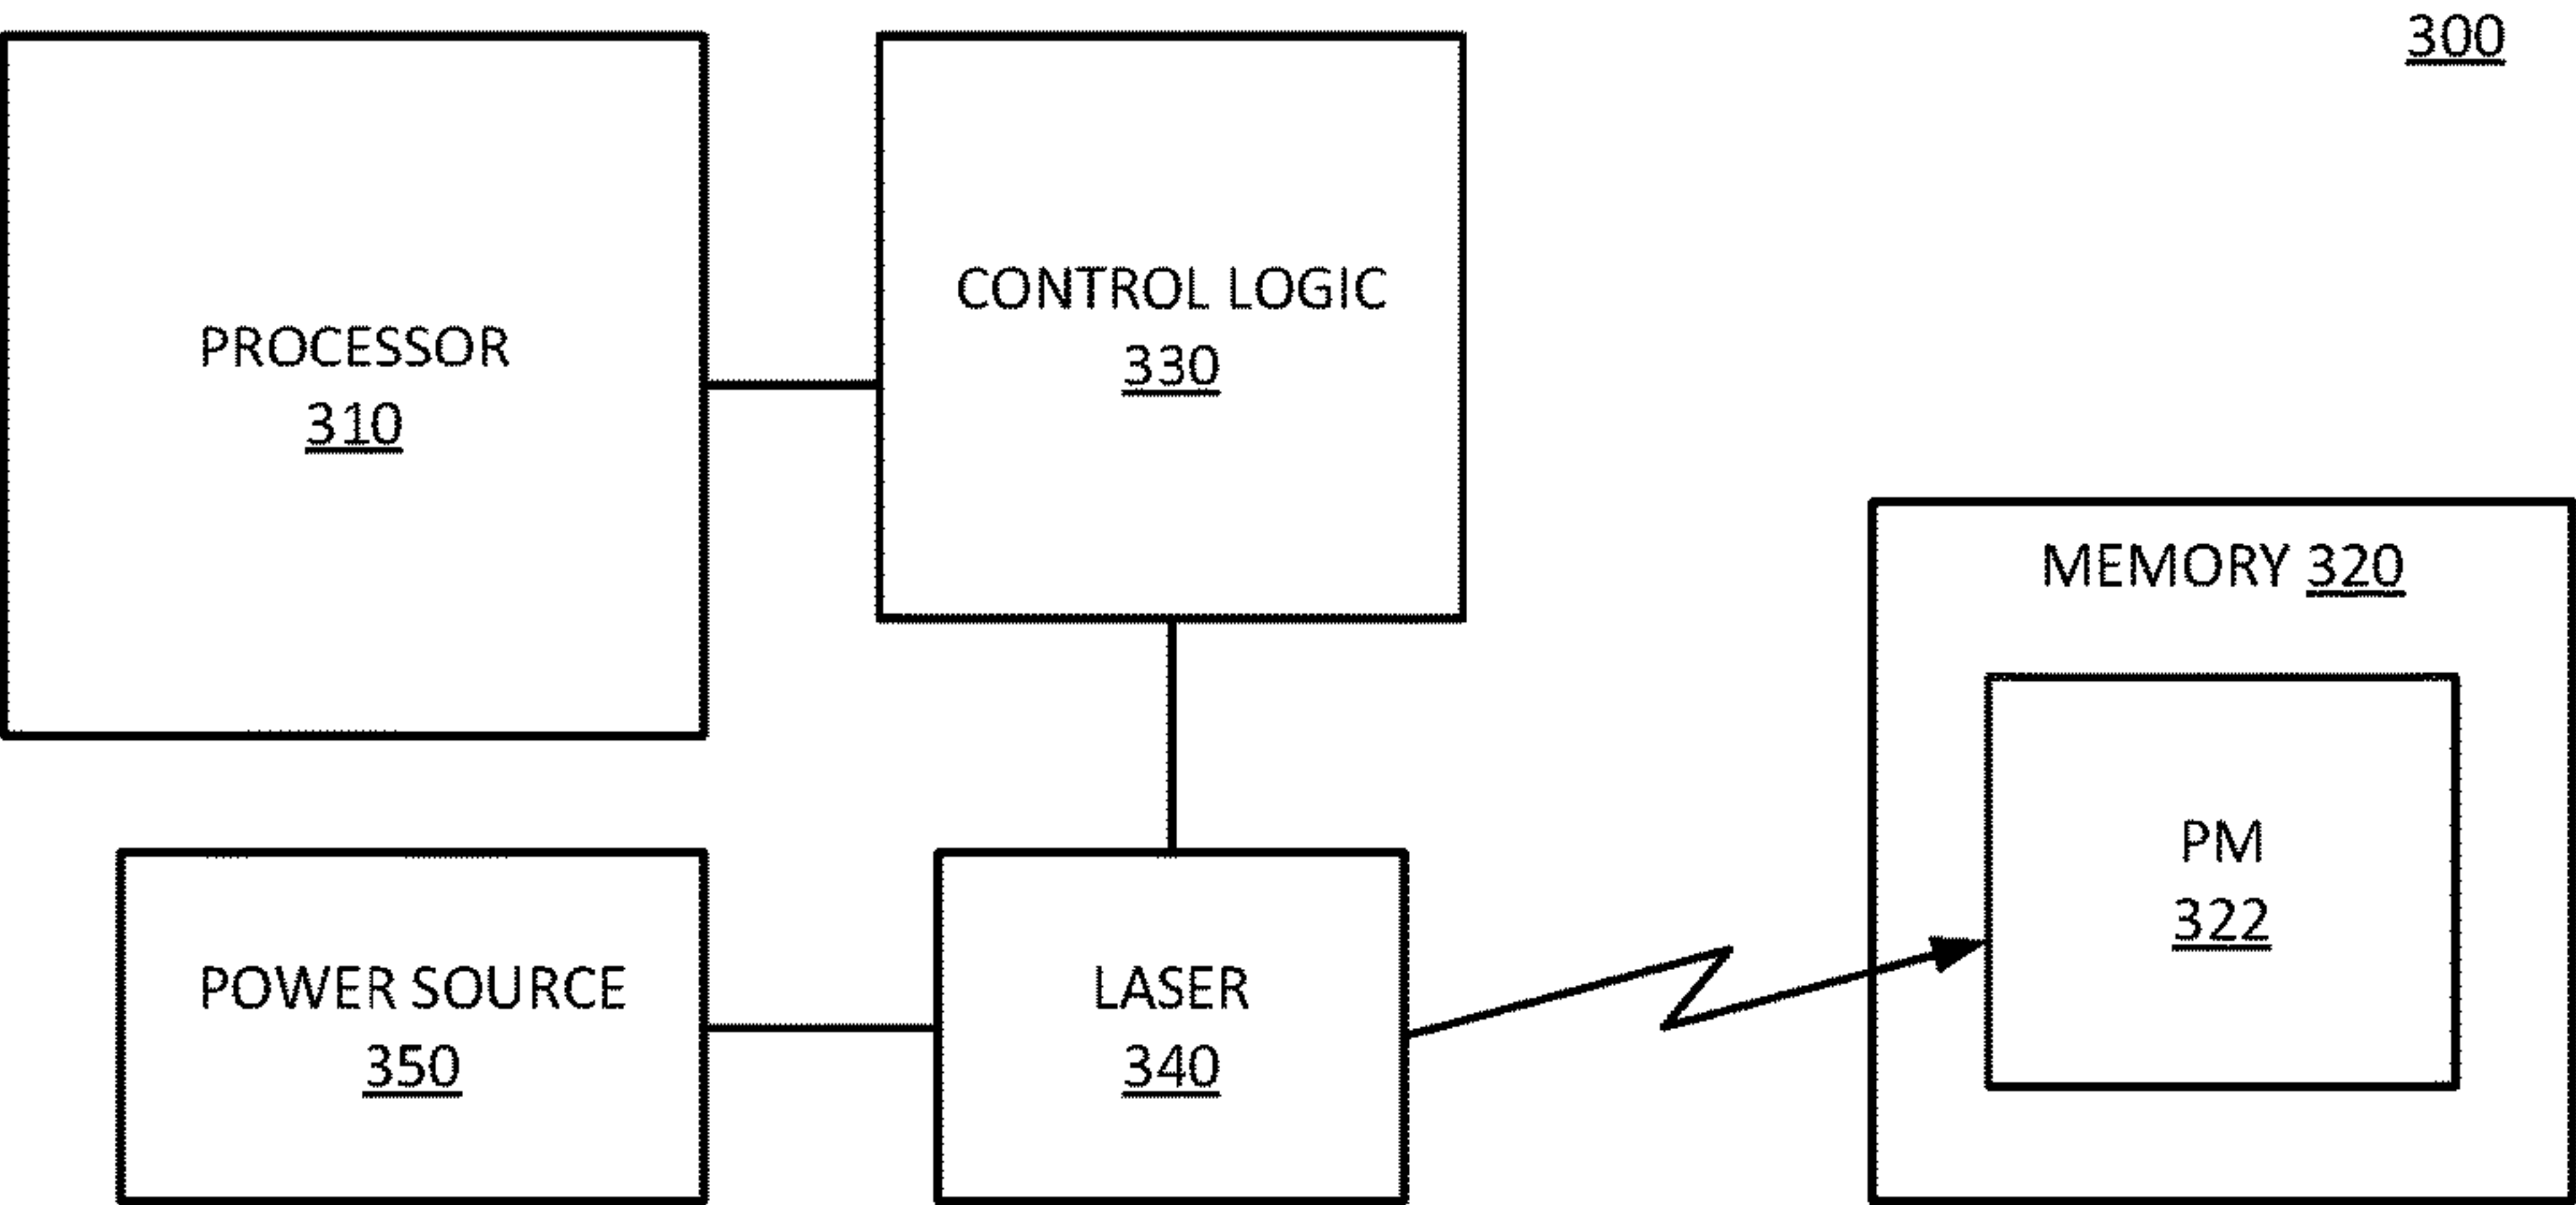 300
PROCESSOR
310
CONTROL LOGIC
330
MEMORY 320
PM
322
POWER SOURCE
350
LASER
340